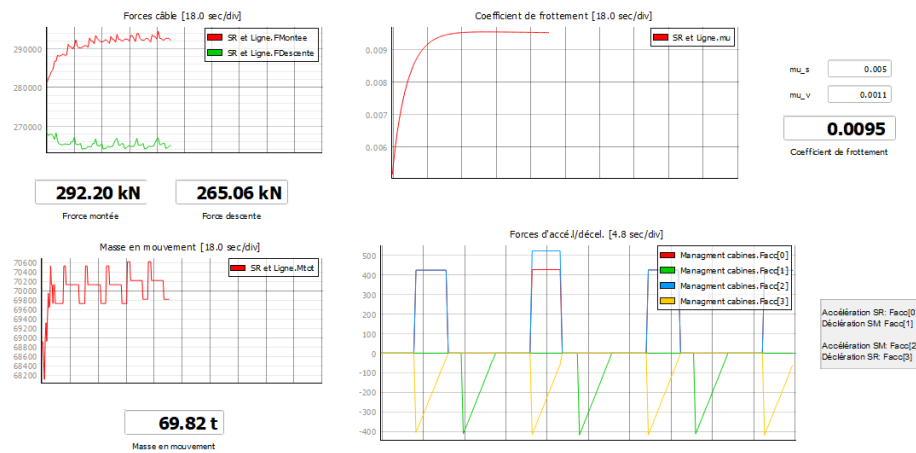 Forces câble [18.0 sec/div]
SR et Ligne.FMontee
SR et Ligne.FDescente
290000
280000
270000
292.20 kN
265.06 kN
Frorce montée
Force descente
Coefficient de frottement [18.0 sec/div]
SR et Ligne.mu
0.009
0.008
0.006
mu_s
0.005
mu_v
0.0011
0.0095
Coefficient de frottement
Masse en mouvement [18.0 sec/div]
SR et Ligne.Mtot
70600
70400
70200
70000
69800
69600
69400
69200
69000
68800
68600
68400
68200
69.82 t
Masse en mouvement
Forces d'accé.l/décel. [4.8 sec/div]
Managment cabines.Facc[0]
Managment cabines.Facc[1]
Managment cabines.Facc[2]
Managment cabines.Facc[3]
500
400
300
200
100
0
-100
-200
-300
-400
Accélération SR: Facc[0]
Déclération SM: Facc[1]
Accélération SM: Facc[2]
Déclération SR: Facc[3]